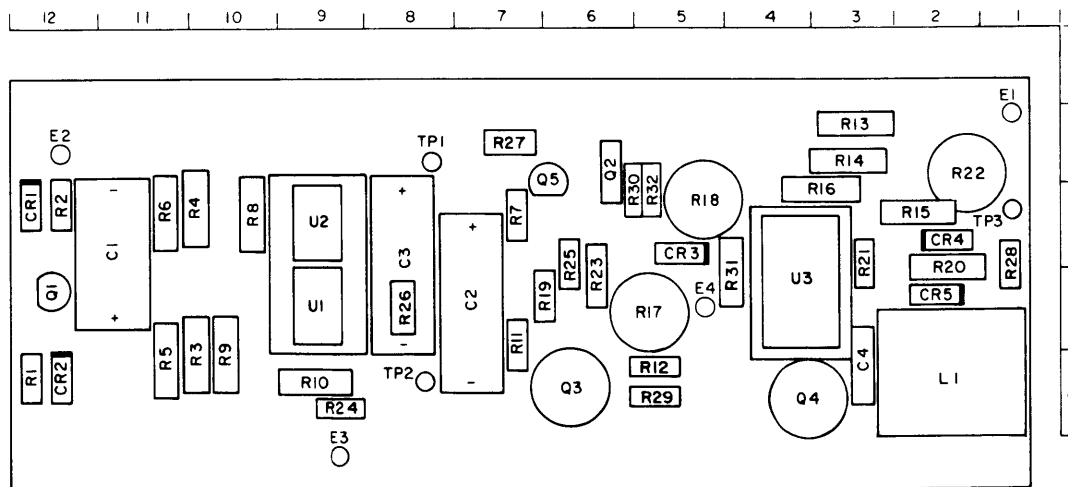 12 11 10 9 8 7 6 5 4 3 2 1
E1
R13
E2
TP1
R27
R14
Q2
Q5
R22
CR1
R2
R6
R4
R8
U2
C3
+
-
R7
R30
R32
R18
R16
R15
TP3
C1
-
+
C2
+
-
R25
R23
CR3
R31
U3
R21
CR4
R20
R28
Q1
U1
R26
R19
R17
E4
CR5
R1
CR2
R5
R3
R9
R10
TP2
R11
R12
C4
L1
R24
Q3
R29
Q4
E3